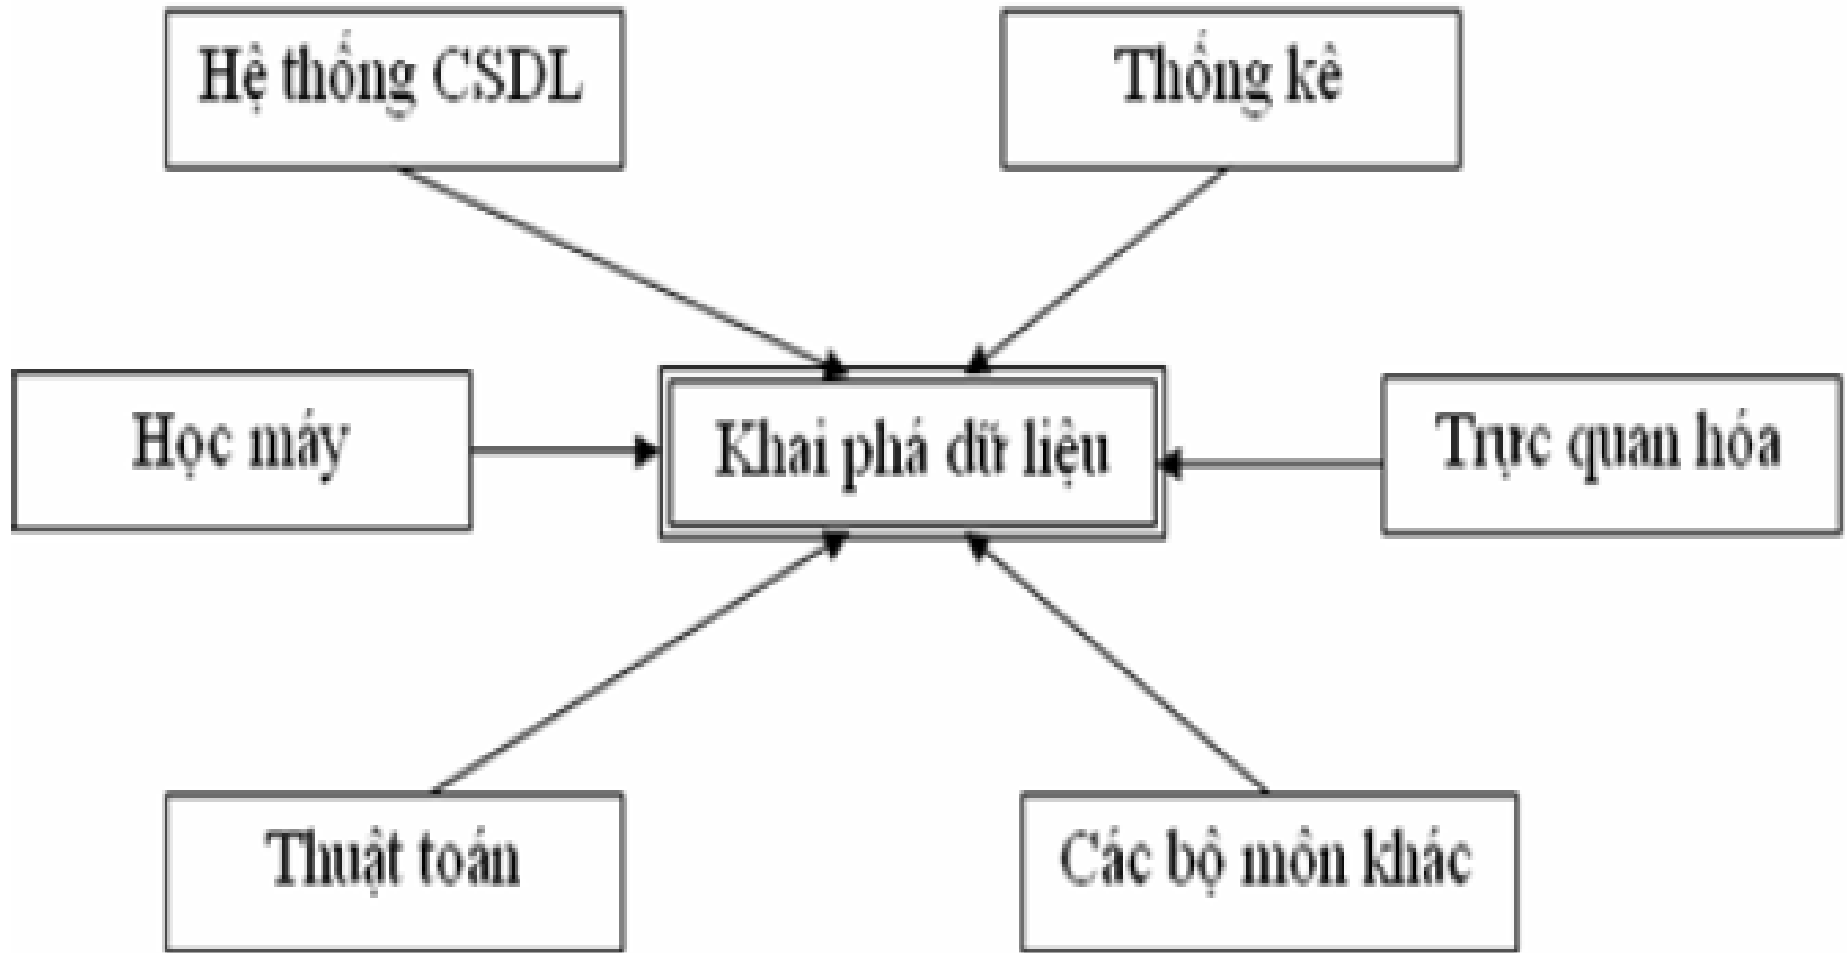 Hệ thống CSDL
Thống kê
Học máy
Khai phá dữ liệu
Trực quan hóa
Thuật toán
Các bộ môn khác